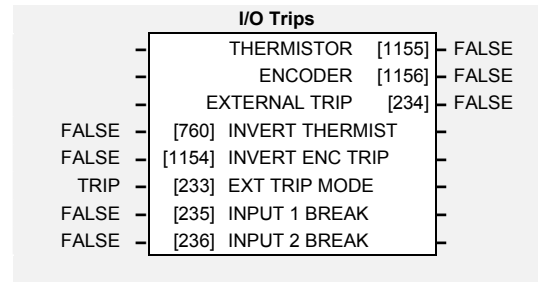 I/O Trips
THERMISTOR [1155] – FALSE
ENCODER [1156] – FALSE
EXTERNAL TRIP [234] – FALSE
FALSE – [760] INVERT THERMIST
FALSE – [1154] INVERT ENC TRIP
TRIP – [233] EXT TRIP MODE
FALSE – [235] INPUT 1 BREAK
FALSE – [236] INPUT 2 BREAK